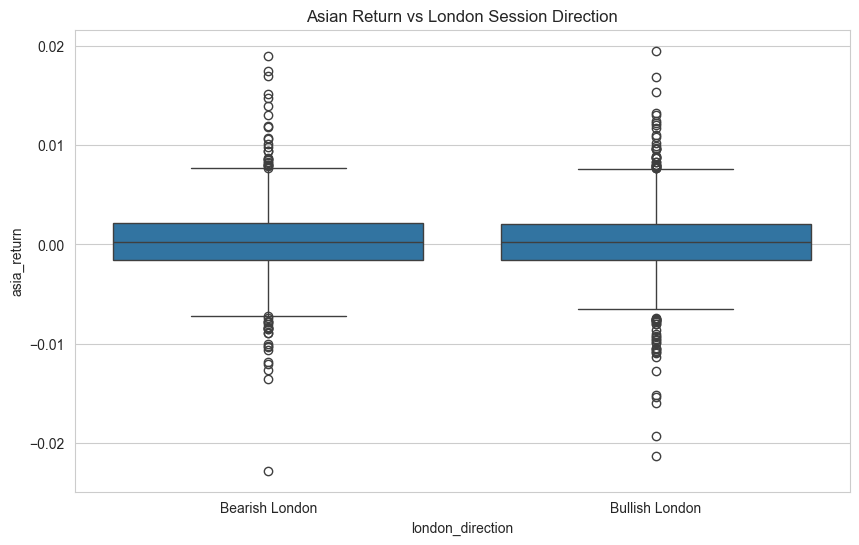 Asian Return vs London Session Direction
0.02
0.01
0.00
−0.01
−0.02
asia_return
Bearish London
Bullish London
london_direction